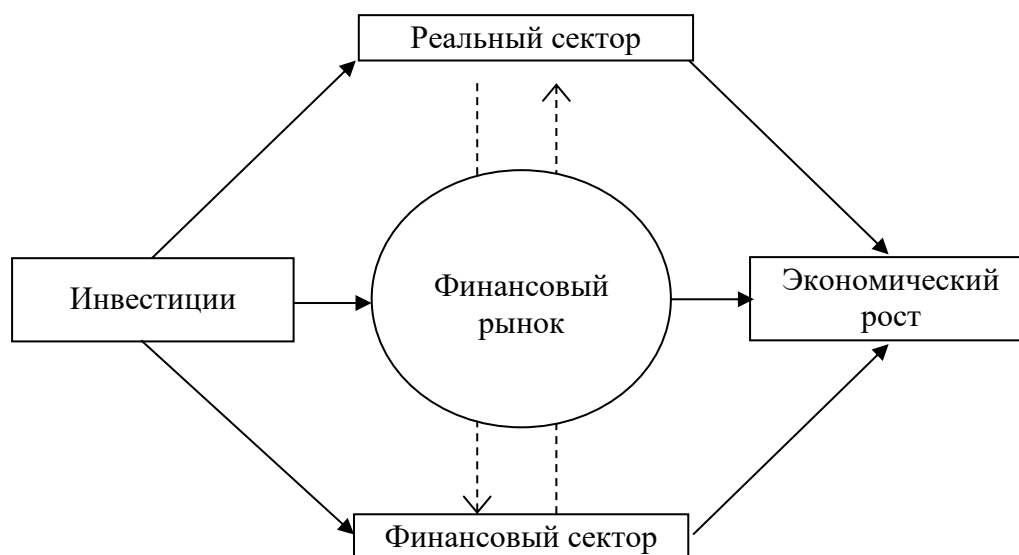 Реальный сектор
Инвестиции
Финансовый
рынок
Экономический
рост
Финансовый сектор